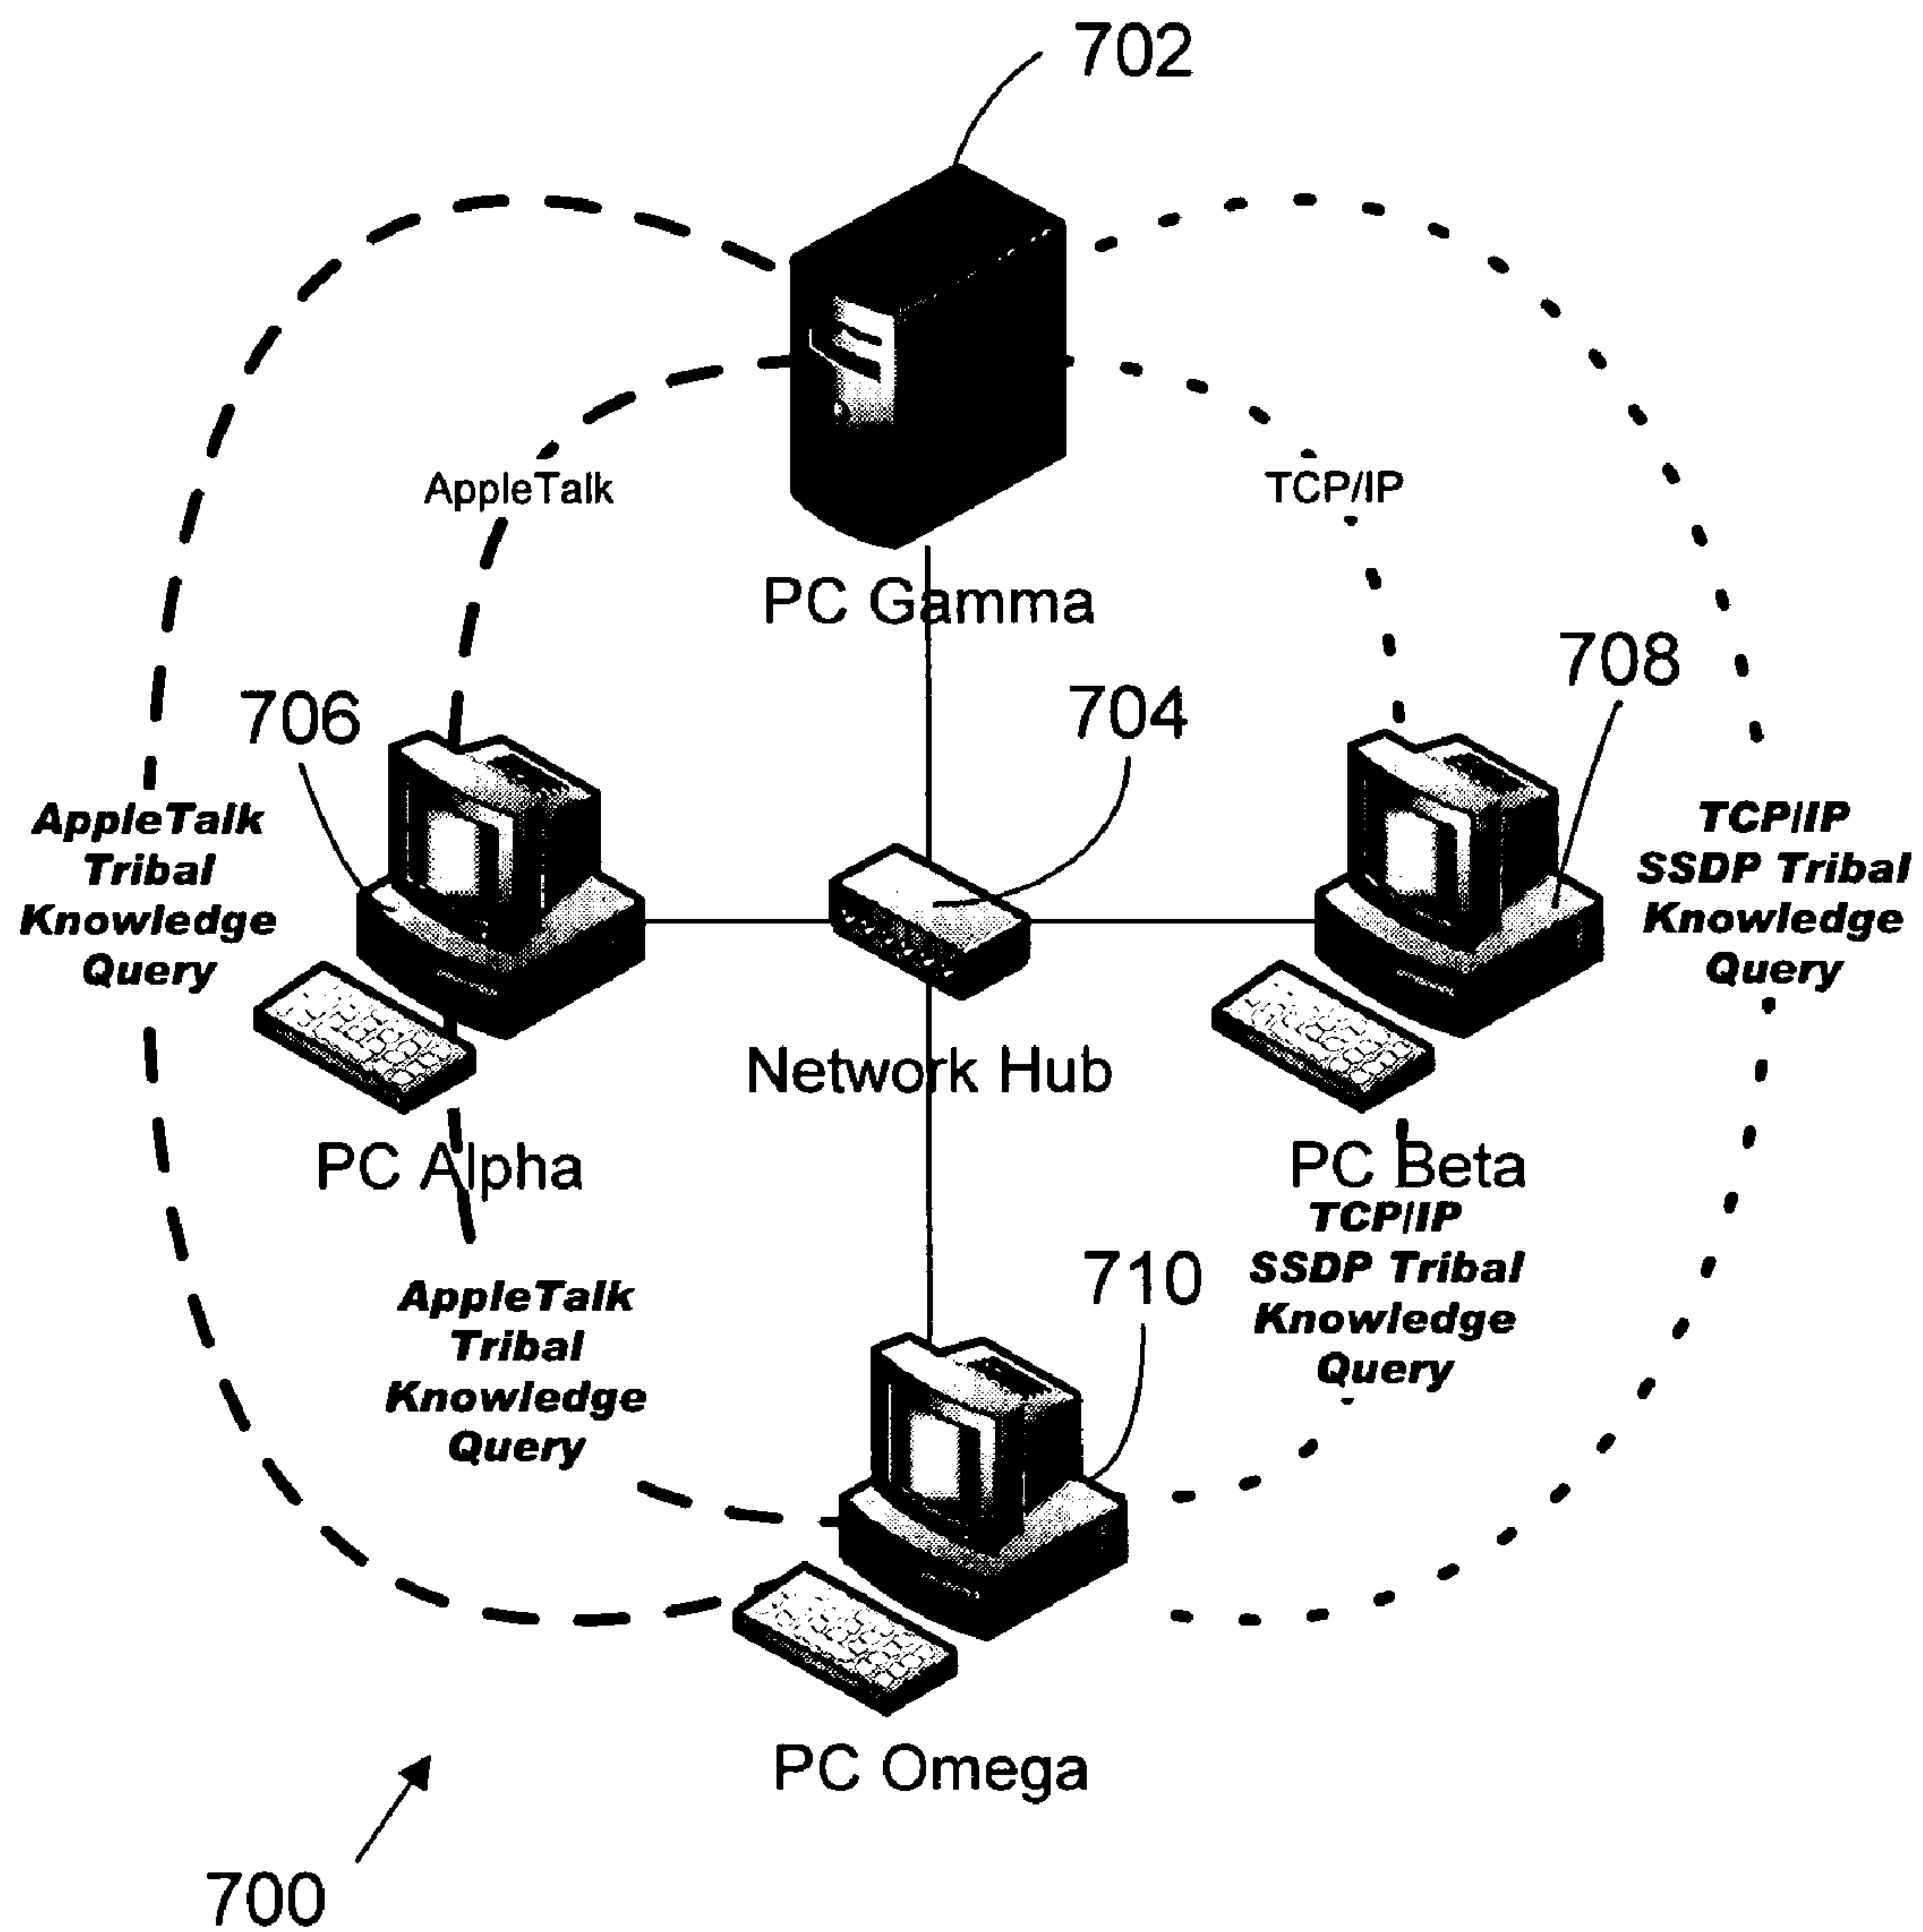 702
AppleTalk
TCP/IP
PC Gamma
708
706
704
AppleTalk
Tribal
Knowledge
Query
TCP/IP
SSDP Tribal
Knowledge
Query
Network Hub
PC Alpha
PC Beta
TCP/IP
SSDP Tribal
Knowledge
Query
710
AppleTalk
Tribal
Knowledge
Query
PC Omega
700